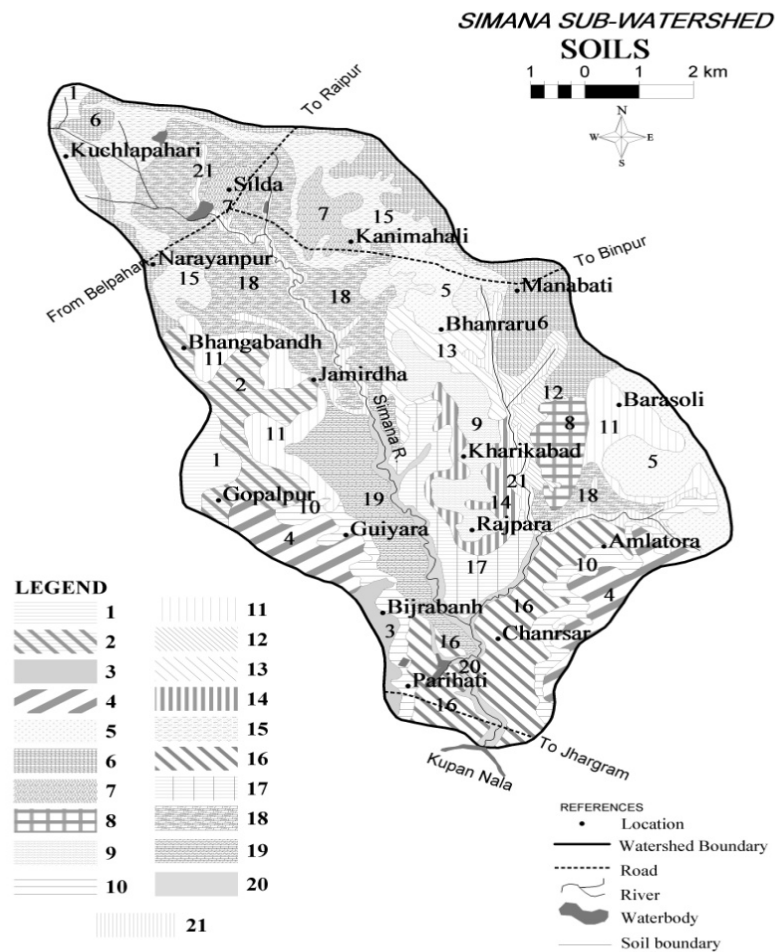 SIMANA SUB-WATERSHED
SOILS
1 0 1 2 km
N
W E
S
To Raipur
1
6
Kuchlapahari
21
Silda
7
7
15
Kanimahali
To Binpur
From Belpahari
Narayanpur
15
18
18
5
Manabati
Bhanraru
6
13
Bhangabandh
11
2
Jamirdha
Simana R.
12
Barasoli
9
8
11
11
Kharikabad
5
1
21
Gopalpur
10
19
14
18
4
Guiyara
Rajpara
Amlatora
17
10
4
Bijrabanh
16
3
16
Chanrsar
20
Parihati
16
To Jhargram
Kupan Nala
LEGEND
1
2
3
4
5
6
7
8
9
10
11
12
13
14
15
16
17
18
19
20
21
REFERENCES
Location
Watershed Boundary
Road
River
Waterbody
Soil boundary